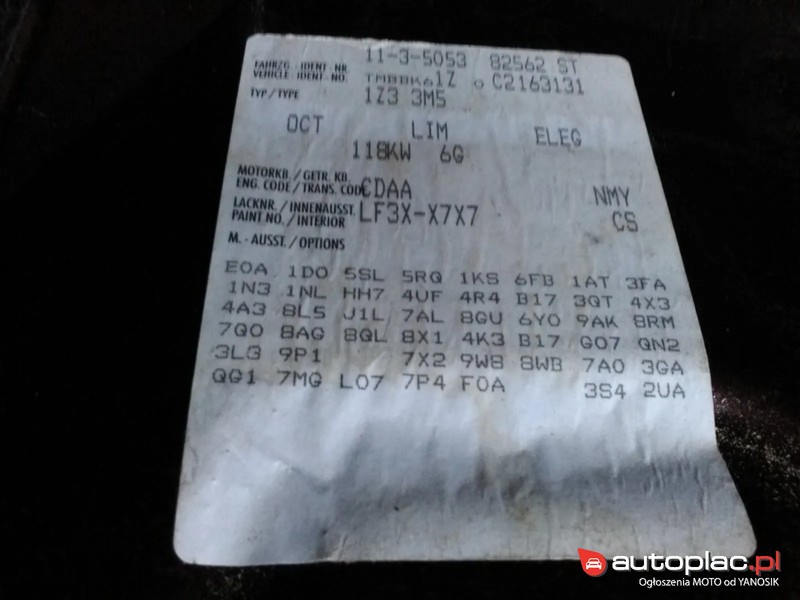 11-3-5053 82562 ST
FAHRZG.-IDENT-NR.
VEHICLE IDENT-NO. TMBBK61Z 0 C2163131
TYP/TYPE 1Z3 3M5
OCT LIM ELEG
118KW 6G
MOTORKB./GETR. KB.
ENG. CODE/TRANS. CODE CDAA NMY
LACKNR./INNENAUSST.
PAINT NO./INTERIOR LF3X-X7X7 CS
M.-AUSST./OPTIONS
E0A 1D0 5SL 5RQ 1KS 6FB 1AT 3FA
1N3 1NL HH7 4UF 4R4 B17 3QT 4X3
4A3 8L5 U1L 7AL 8GU 6Y0 9AK 8RM
7Q0 8AG 8QL 8X1 4K3 B17 G07 QN2
3L3 9P1 7X2 9W8 8WB 7A0 3GA
QG1 7MG L07 7P4 F0A 3S4 2UA
autoplac.pl
Ogłoszenia MOTO od YANOSIK